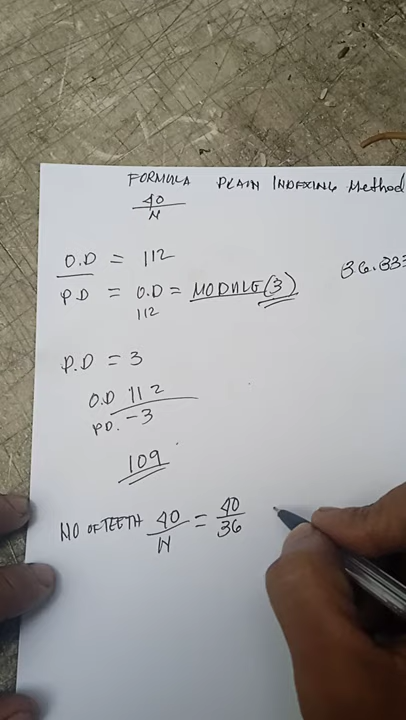 FORMULA PLAIN INDEXING Method
40
N
O.D = 112
P.D = O.D = MODULE (3)
112
36.333
P.D = 3
O.D 112
P.D. -3
109
NO OF TEETH 40/N = 40/36